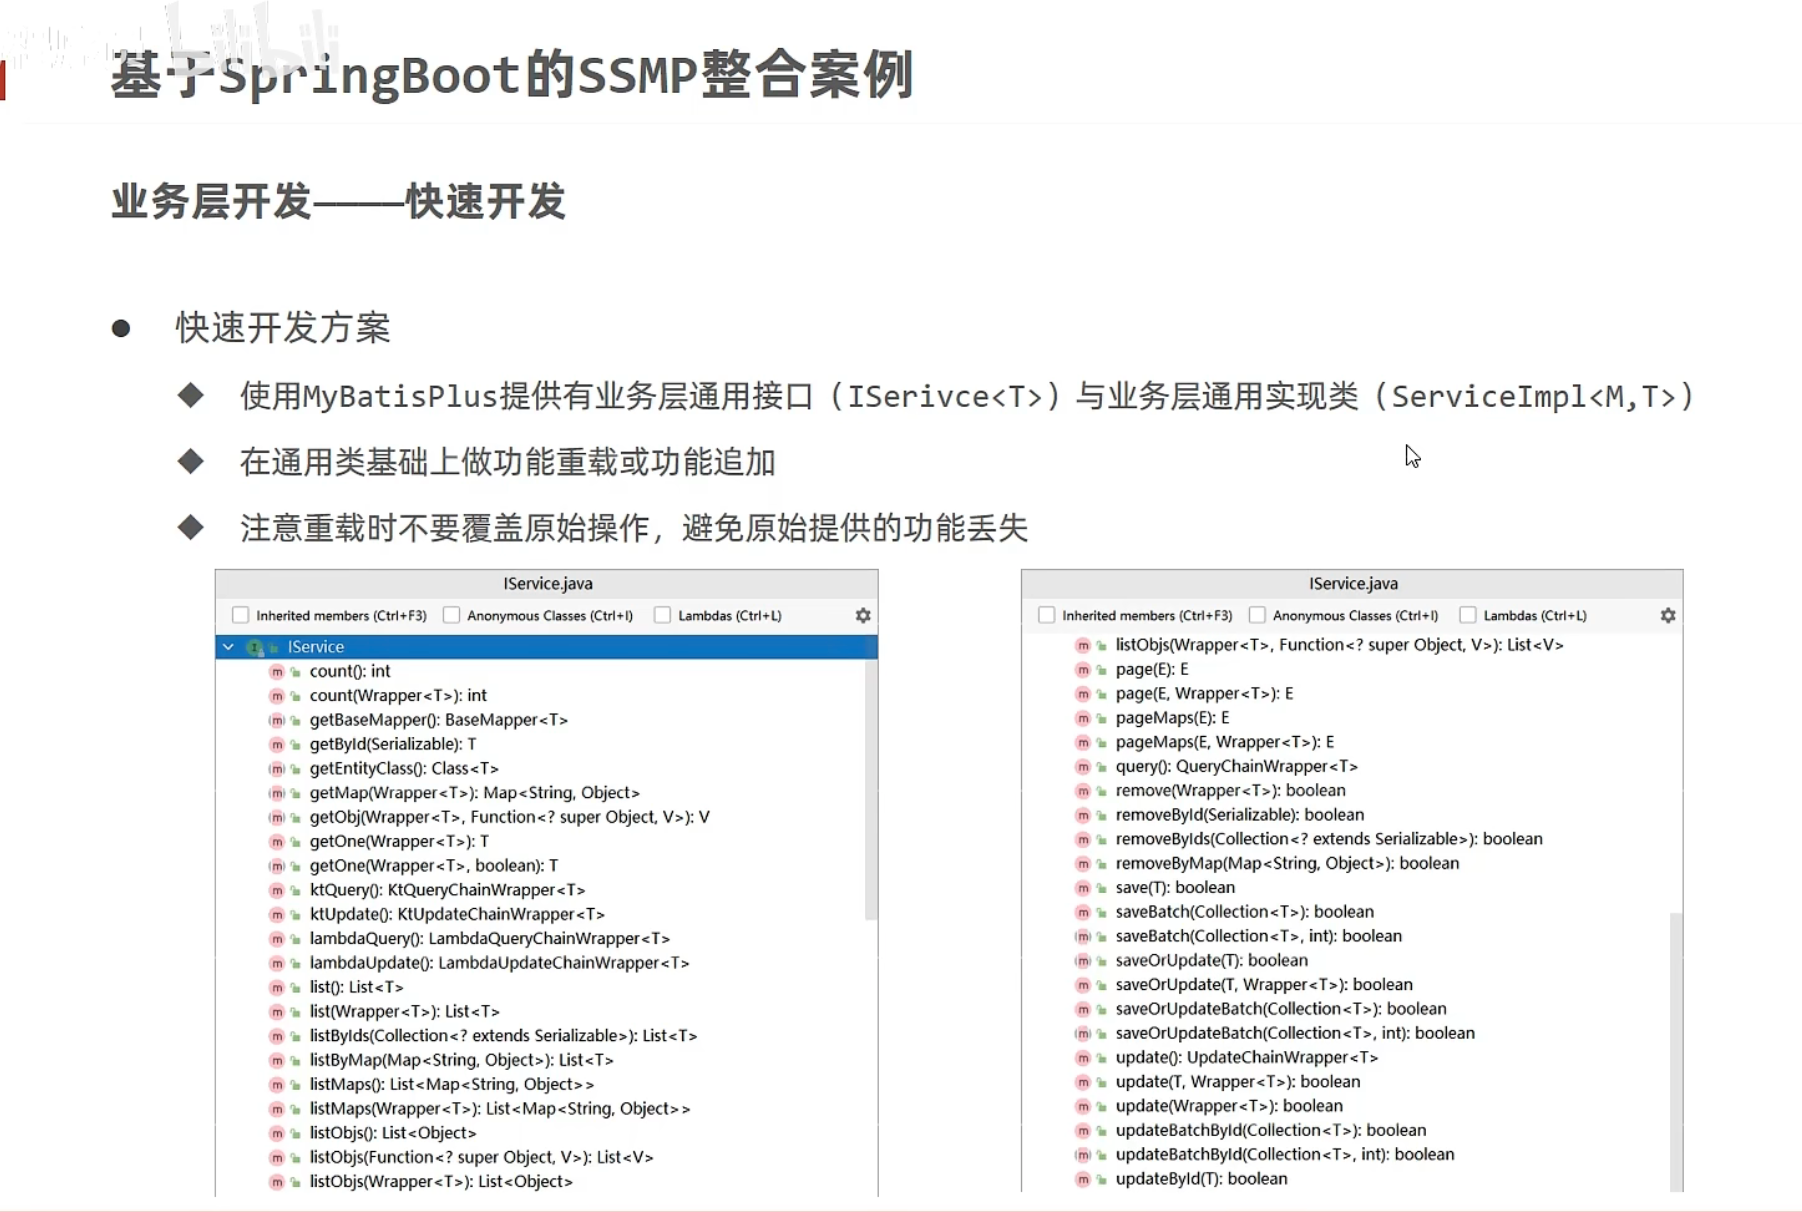 bilibili
基于SpringBoot的SSMP整合案例
业务层开发————快速开发
● 快速开发方案
◆ 使用MyBatisPlus提供有业务层通用接口（ISerivce<T>）与业务层通用实现类（ServiceImpl<M,T>）
◆ 在通用类基础上做功能重载或功能追加
◆ 注意重载时不要覆盖原始操作，避免原始提供的功能丢失
IService.java
Inherited members (Ctrl+F3) Anonymous Classes (Ctrl+I) Lambdas (Ctrl+L)
IService
count(): int
count(Wrapper<T>): int
getBaseMapper(): BaseMapper<T>
getById(Serializable): T
getEntityClass(): Class<T>
getMap(Wrapper<T>): Map<String, Object>
getObj(Wrapper<T>, Function<? super Object, V>): V
getOne(Wrapper<T>): T
getOne(Wrapper<T>, boolean): T
ktQuery(): KtQueryChainWrapper<T>
ktUpdate(): KtUpdateChainWrapper<T>
lambdaQuery(): LambdaQueryChainWrapper<T>
lambdaUpdate(): LambdaUpdateChainWrapper<T>
list(): List<T>
list(Wrapper<T>): List<T>
listByIds(Collection<? extends Serializable>): List<T>
listByMap(Map<String, Object>): List<T>
listMaps(): List<Map<String, Object>>
listMaps(Wrapper<T>): List<Map<String, Object>>
listObjs(): List<Object>
listObjs(Function<? super Object, V>): List<V>
listObjs(Wrapper<T>): List<Object>
IService.java
Inherited members (Ctrl+F3) Anonymous Classes (Ctrl+I) Lambdas (Ctrl+L)
listObjs(Wrapper<T>, Function<? super Object, V>): List<V>
page(E): E
page(E, Wrapper<T>): E
pageMaps(E): E
pageMaps(E, Wrapper<T>): E
query(): QueryChainWrapper<T>
remove(Wrapper<T>): boolean
removeById(Serializable): boolean
removeByIds(Collection<? extends Serializable>): boolean
removeByMap(Map<String, Object>): boolean
save(T): boolean
saveBatch(Collection<T>): boolean
saveBatch(Collection<T>, int): boolean
saveOrUpdate(T): boolean
saveOrUpdate(T, Wrapper<T>): boolean
saveOrUpdateBatch(Collection<T>): boolean
saveOrUpdateBatch(Collection<T>, int): boolean
update(): UpdateChainWrapper<T>
update(T, Wrapper<T>): boolean
update(Wrapper<T>): boolean
updateBatchById(Collection<T>): boolean
updateBatchById(Collection<T>, int): boolean
updateById(T): boolean